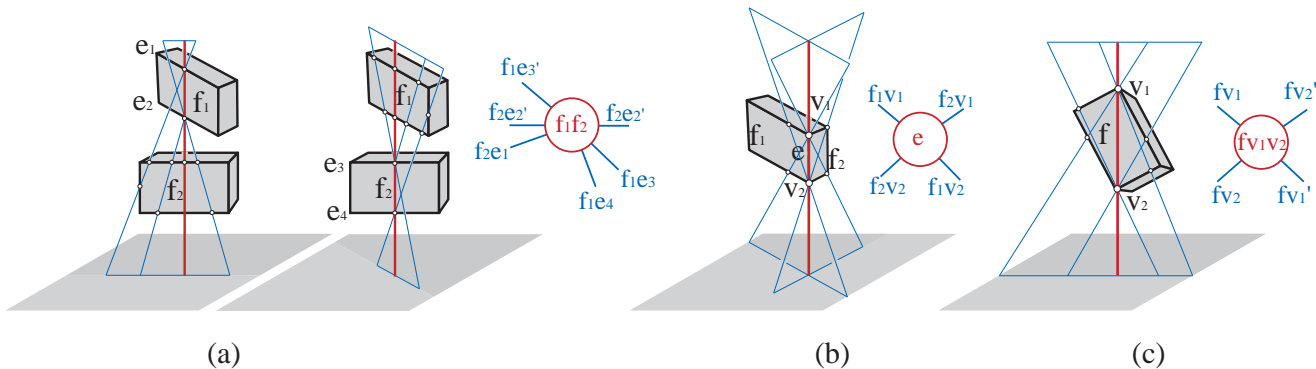 e1
e2
f1
f2
f1
e3
f2
e4
f1e3'
f2e2'
f2e1
f1f2
f2e2'
f1e3
f1e4
v1
f1
e
f2
v2
f1v1
f2v1
e
f2v2
f1v2
v1
f
v2
fv1
fv2'
fv1v2
fv2
fv1'
(a)
(b)
(c)